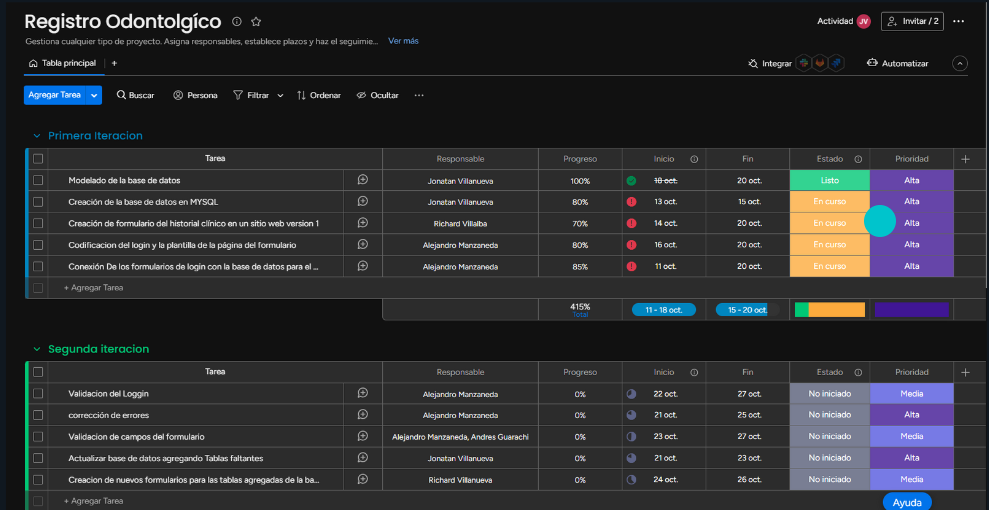 Registro Odontolgíco
Actividad JV Invitar / 2
Gestiona cualquier tipo de proyecto. Asigna responsables, establece plazos y haz el seguimie... Ver más
Tabla principal +
Integrar Automatizar
Agregar Tarea Buscar Persona Filtrar Ordenar Ocultar ...
Primera Iteracion
Tarea Responsable Progreso Inicio Fin Estado Prioridad +
Modelado de la base de datos Jonatan Villanueva 100% 18 oct. 20 oct. Listo Alta
Creación de la base de datos en MYSQL Jonatan Villanueva 80% 13 oct. 15 oct. En curso Alta
Creación de formulario del historial clínico en un sitio web version 1 Richard Villalba 70% 14 oct. 20 oct. En curso Alta
Codificacion del login y la plantilla de la página del formulario Alejandro Manzaneda 80% 16 oct. 20 oct. En curso Alta
Conexión De los formularios de login con la base de datos para el ... Alejandro Manzaneda 85% 11 oct. 20 oct. En curso Alta
+ Agregar Tarea
415% 11 - 18 oct. 15 - 20 oct.
Total
Segunda iteracion
Tarea Responsable Progreso Inicio Fin Estado Prioridad +
Validacion del Loggin Alejandro Manzaneda 0% 22 oct. 27 oct. No iniciado Media
corrección de errores Alejandro Manzaneda 0% 21 oct. 25 oct. No iniciado Alta
Validacion de campos del formulario Alejandro Manzaneda, Andres Guarachi 0% 23 oct. 27 oct. No iniciado Media
Actualizar base de datos agregando Tablas faltantes Jonatan Villanueva 0% 21 oct. 23 oct. No iniciado Alta
Creacion de nuevos formularios para las tablas agregadas de la ba... Richard Villanueva 0% 24 oct. 26 oct. No iniciado Media
+ Agregar Tarea
Ayuda